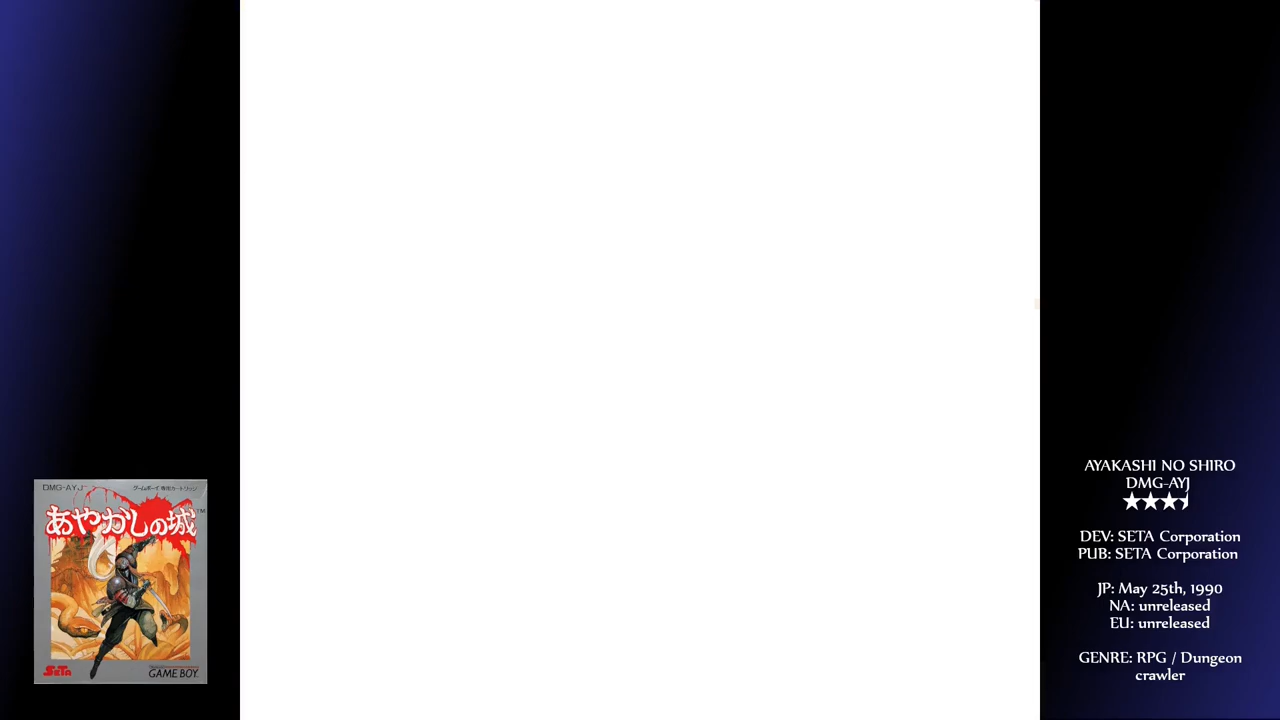 DMG-AYJ
ゲームボーイ専用カートリッジ
あやかしの城
TM
SETA
GAME BOY
AYAKASHI NO SHIRO
DMG-AYJ
DEV: SETA Corporation
PUB: SETA Corporation
JP: May 25th, 1990
NA: unreleased
EU: unreleased
GENRE: RPG / Dungeon
crawler